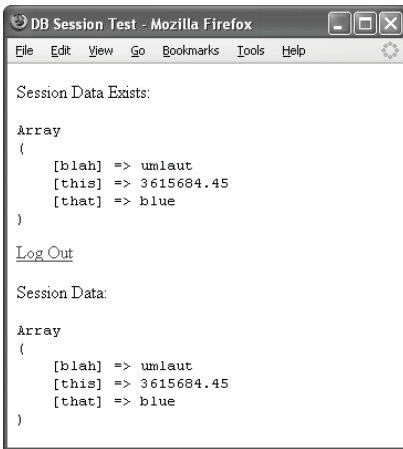 DB Session Test - Mozilla Firefox
File Edit View Go Bookmarks Tools Help
Session Data Exists:
Array
(
[blah] => umlaut
[this] => 3615684.45
[that] => blue
)
Log Out
Session Data:
Array
(
[blah] => umlaut
[this] => 3615684.45
[that] => blue
)